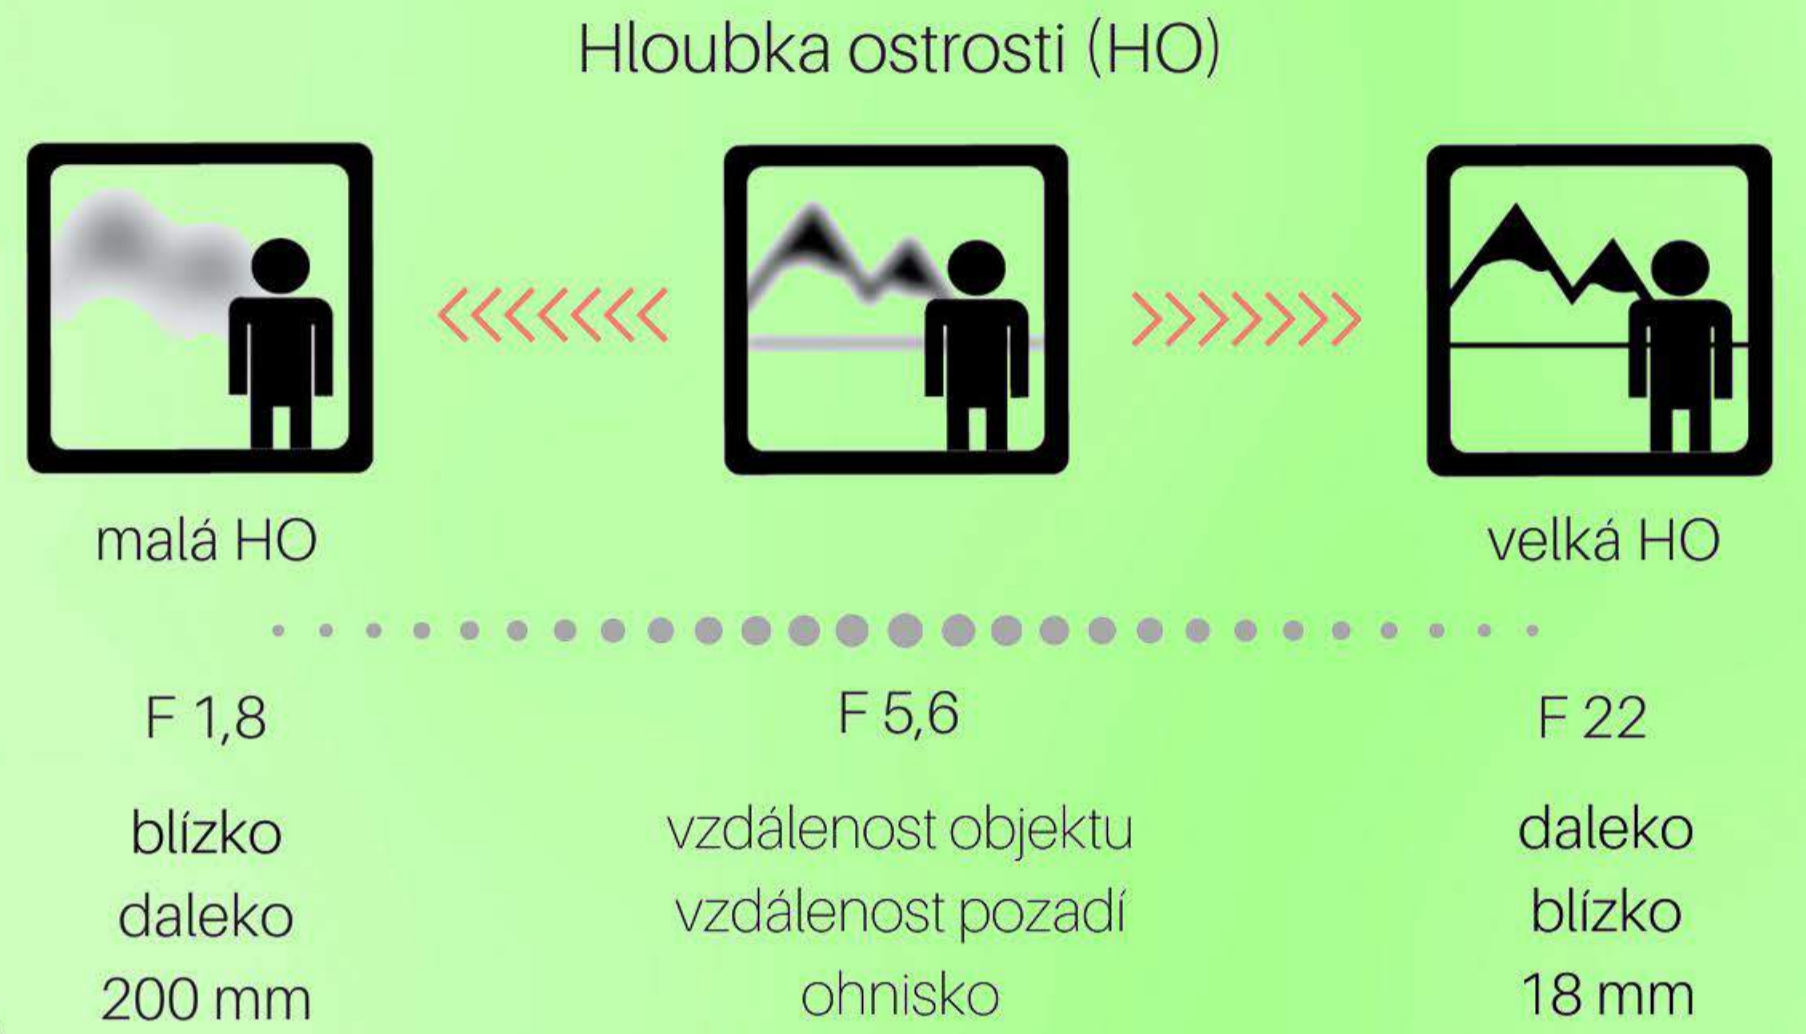 Hloubka ostrosti (HO)
malá HO
velká HO
F 1,8
F 5,6
F 22
blízko
vzdálenost objektu
daleko
daleko
vzdálenost pozadí
blízko
200 mm
ohnisko
18 mm